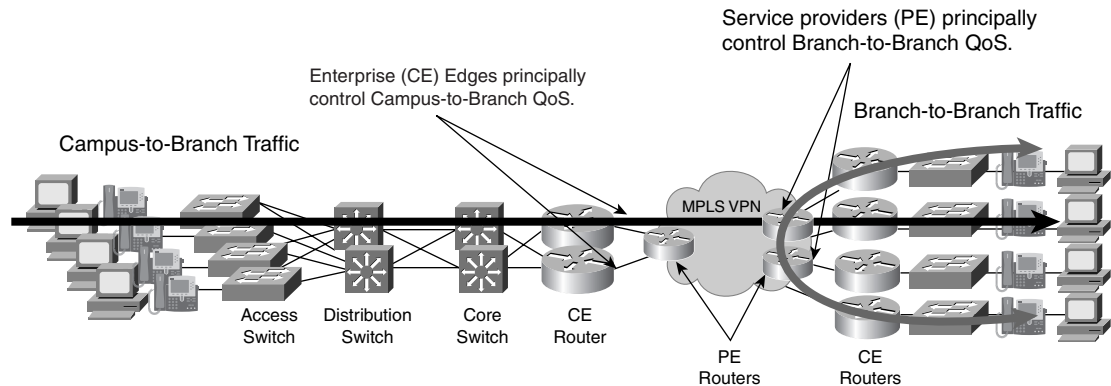 Service providers (PE) principally
control Branch-to-Branch QoS.
Enterprise (CE) Edges principally
control Campus-to-Branch QoS.
Branch-to-Branch Traffic
Campus-to-Branch Traffic
MPLS VPN
Access
Switch
Distribution
Switch
Core
Switch
CE
Router
PE
Routers
CE
Routers